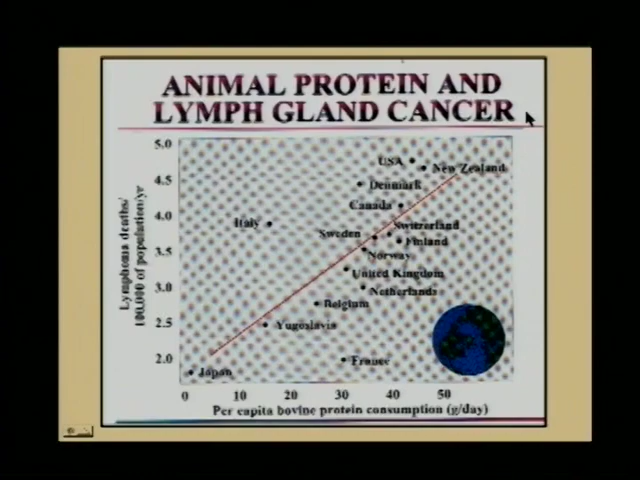 ANIMAL PROTEIN AND
LYMPH GLAND CANCER
Lymphoma deaths/
100,000 of population/yr
5.0
4.5
4.0
3.5
3.0
2.5
2.0
USA
New Zealand
Denmark
Canada
Italy
Switzerland
Sweden
Finland
Norway
United Kingdom
Netherlands
Belgium
Yugoslavia
France
Japan
0 10 20 30 40 50
Per capita bovine protein consumption (g/day)